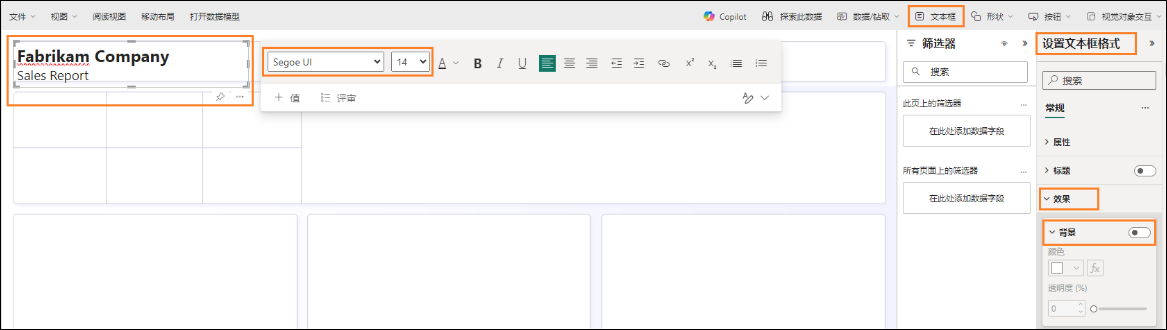 文件 视图 阅读视图 移动布局 打开数据模型 Copilot 探索此数据 数据/钻取 文本框 形状 按钮 视觉对象交互
Fabrikam Company
Sales Report
Segoe UI 14 A B I U x² x₂
值 评审
筛选器
搜索
此页上的筛选器 ...
在此处添加数据字段
所有页面上的筛选器 ...
在此处添加数据字段
设置文本框格式
搜索
常规 ...
属性
标题
效果
背景
颜色
fx
透明度 (%)
0